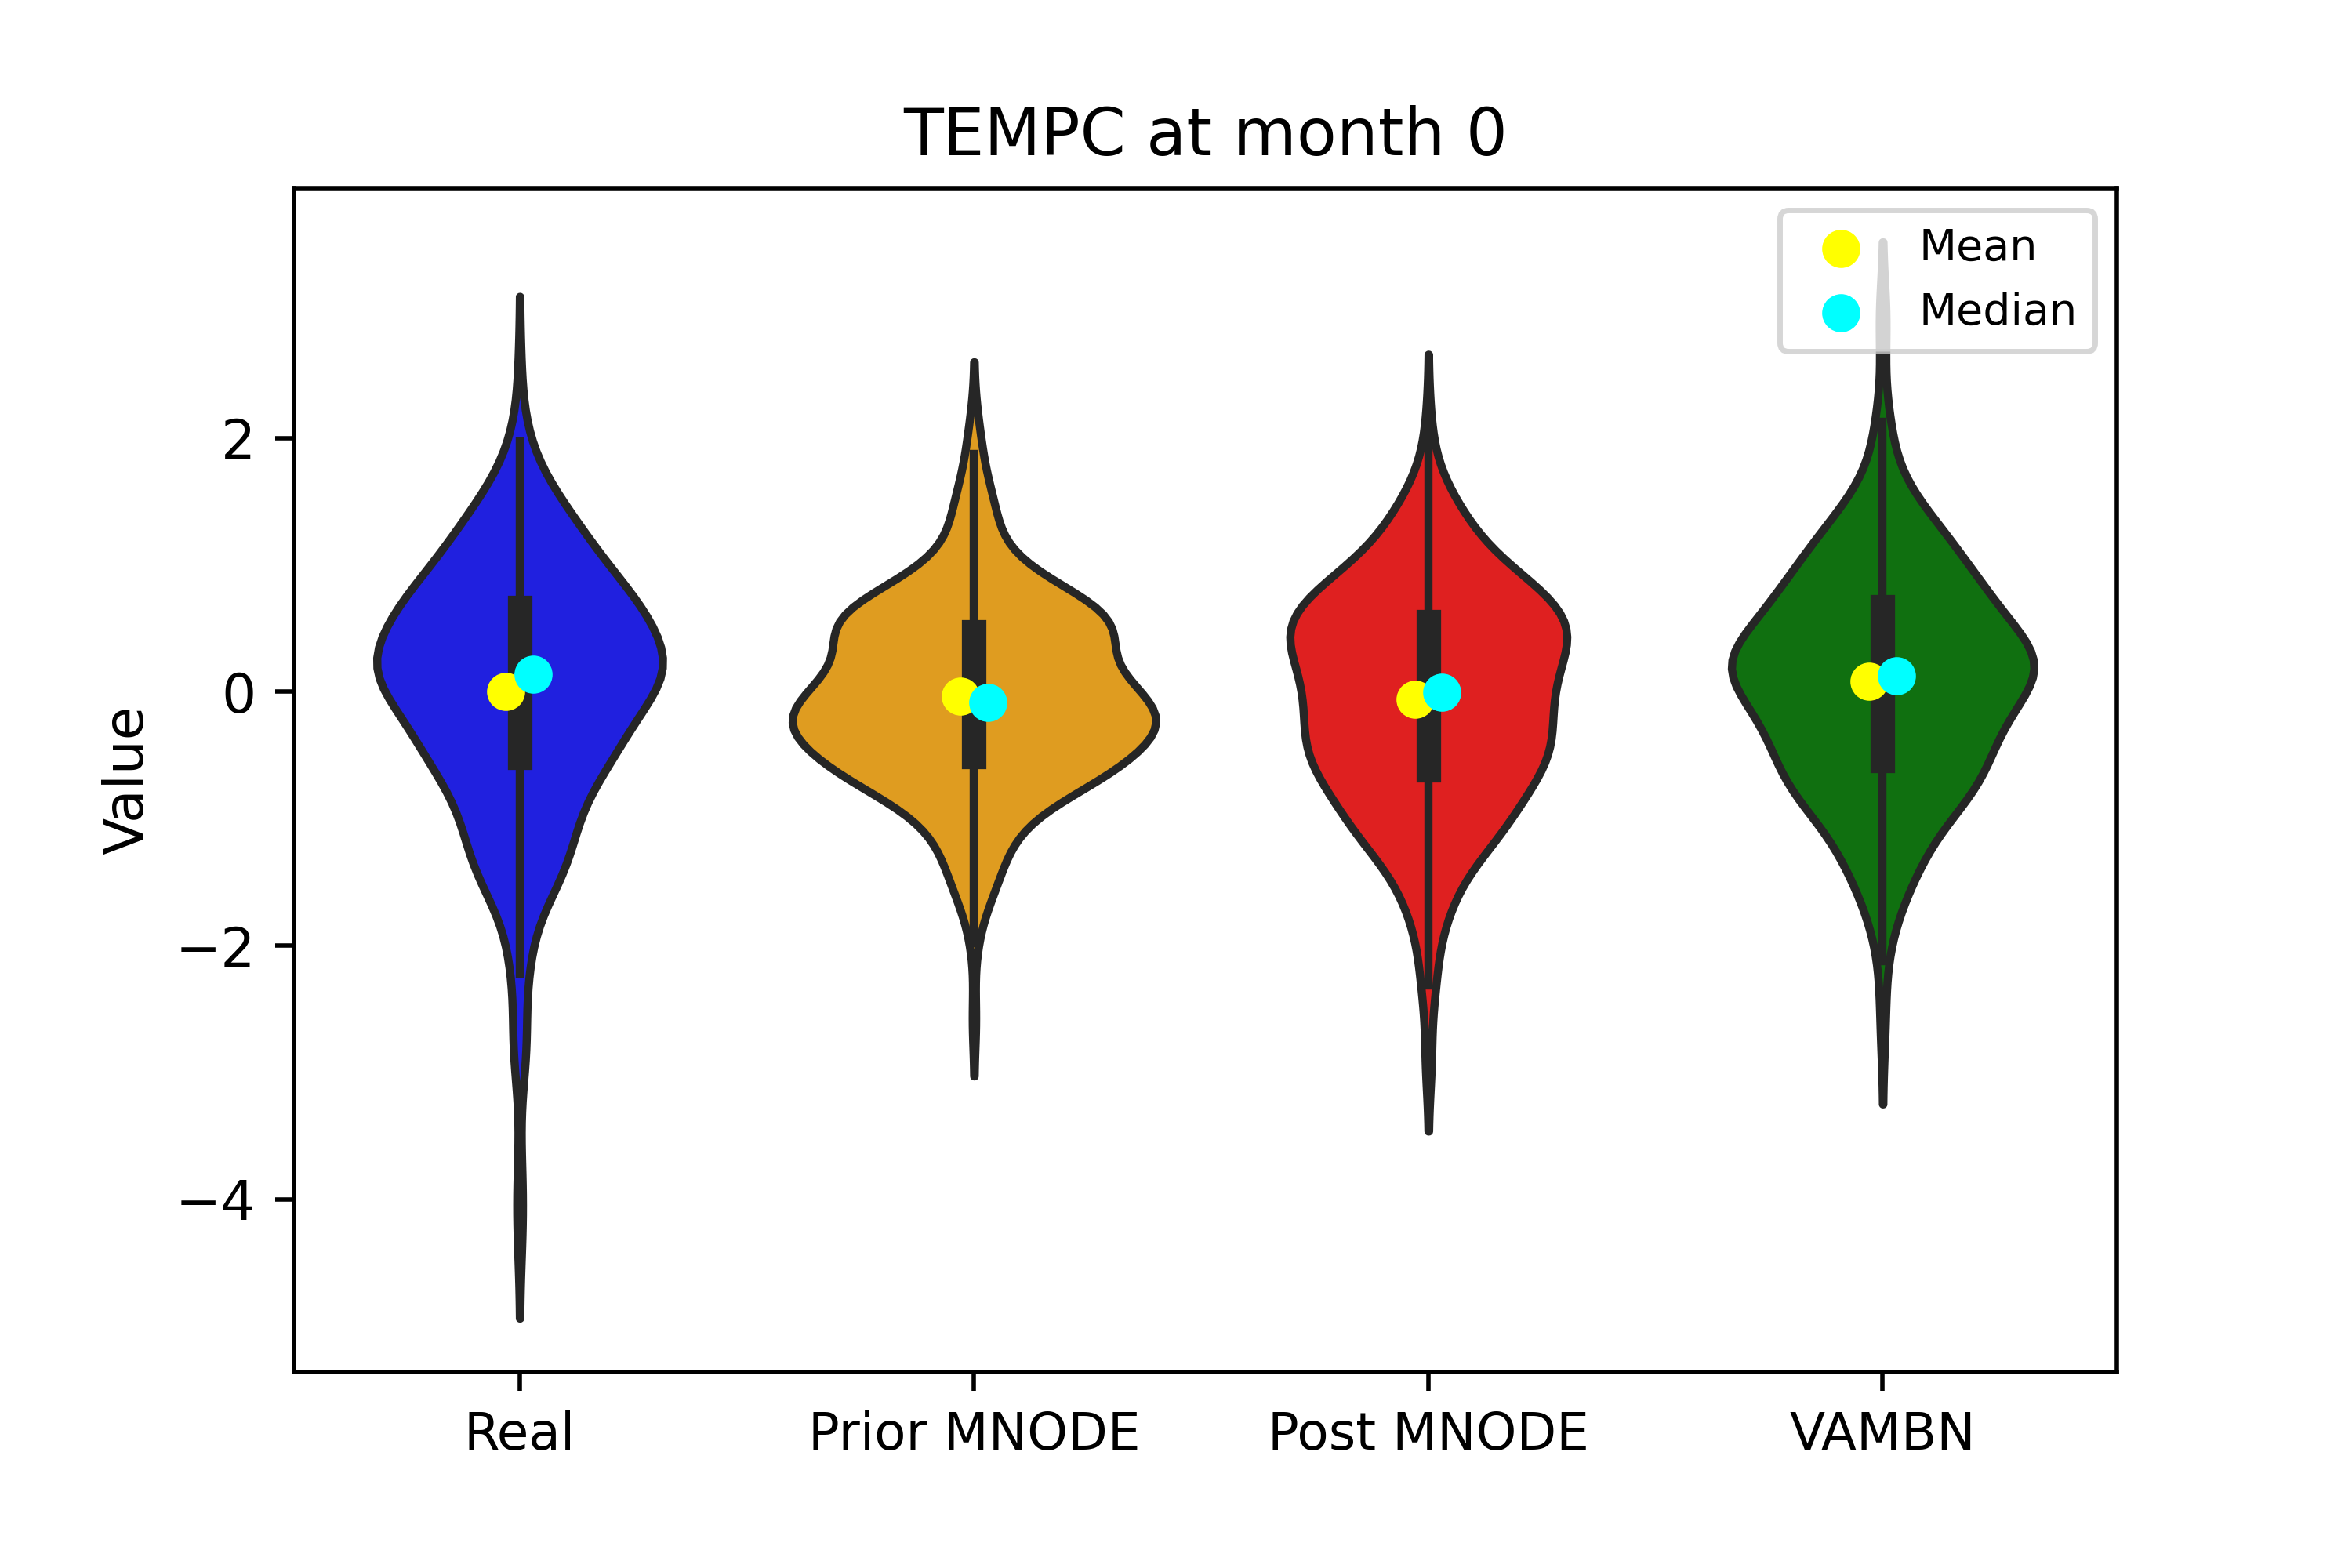 TEMPC at month 0
Mean
Median
Value
2
0
−2
−4
Real
Prior MNODE
Post MNODE
VAMBN